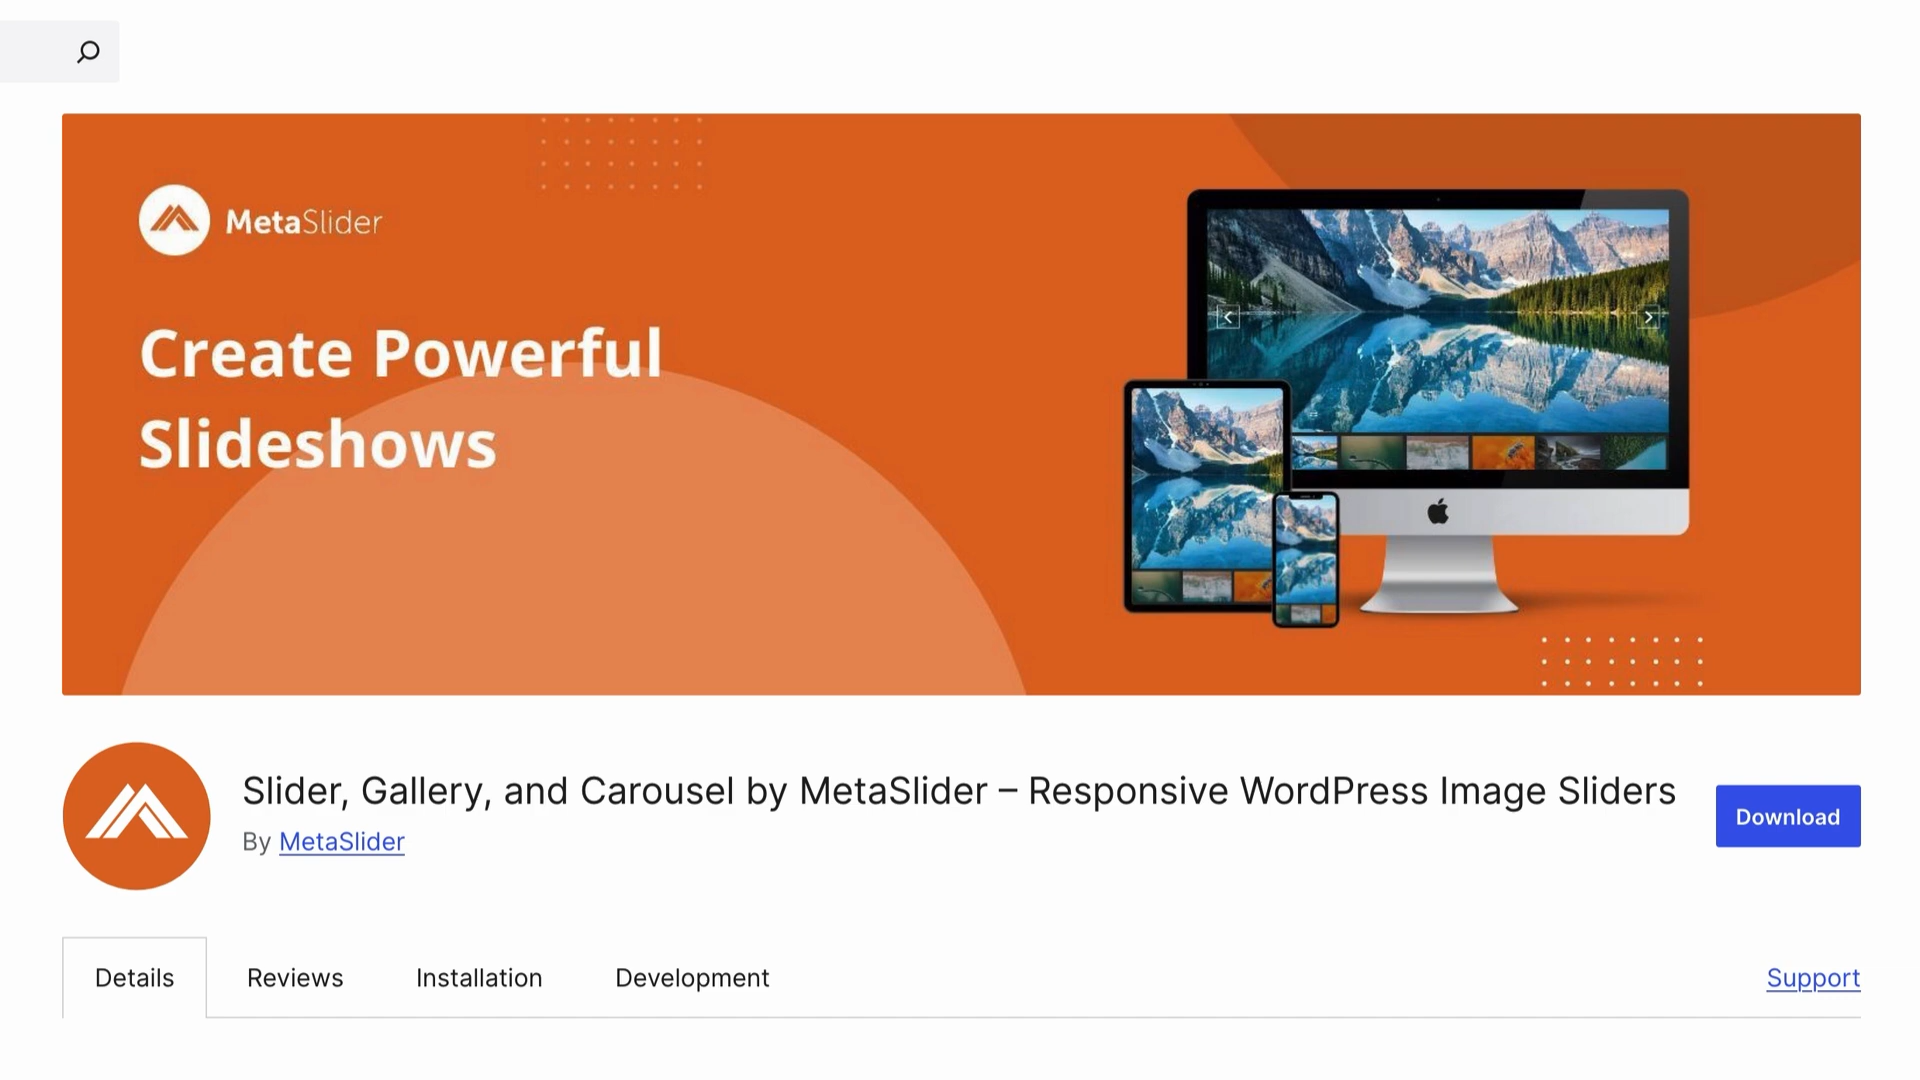 MetaSlider
Create Powerful
Slideshows
Slider, Gallery, and Carousel by MetaSlider – Responsive WordPress Image Sliders
By MetaSlider
Download
Details
Reviews
Installation
Development
Support